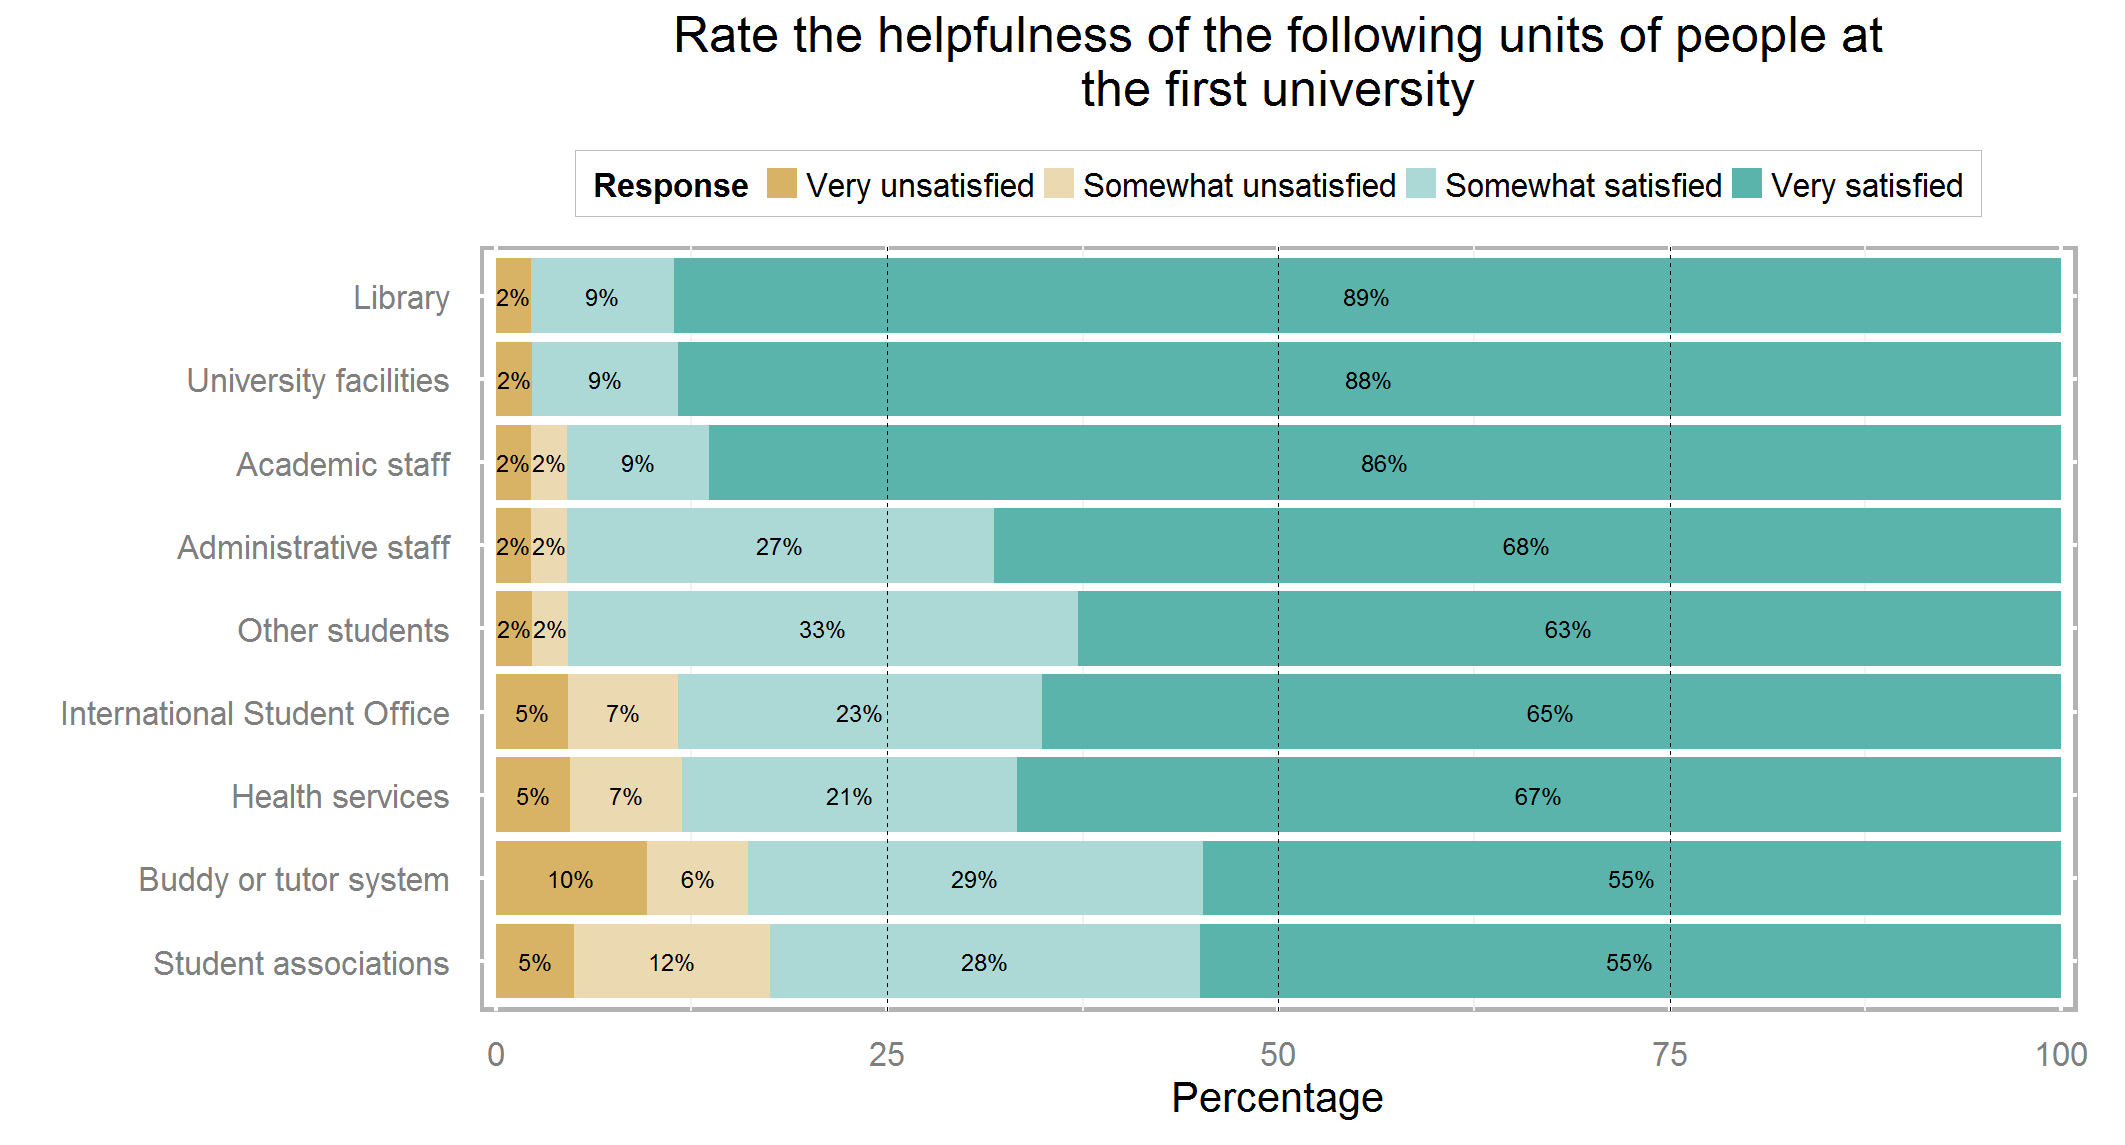 Rate the helpfulness of the following units of people at
the first university
Response Very unsatisfied Somewhat unsatisfied Somewhat satisfied Very satisfied
Library 2% 9% 89%
University facilities 2% 9% 88%
Academic staff 2% 2% 9% 86%
Administrative staff 2% 2% 27% 68%
Other students 2% 2% 33% 63%
International Student Office 5% 7% 23% 65%
Health services 5% 7% 21% 67%
Buddy or tutor system 10% 6% 29% 55%
Student associations 5% 12% 28% 55%
0 25 50 75 100
Percentage